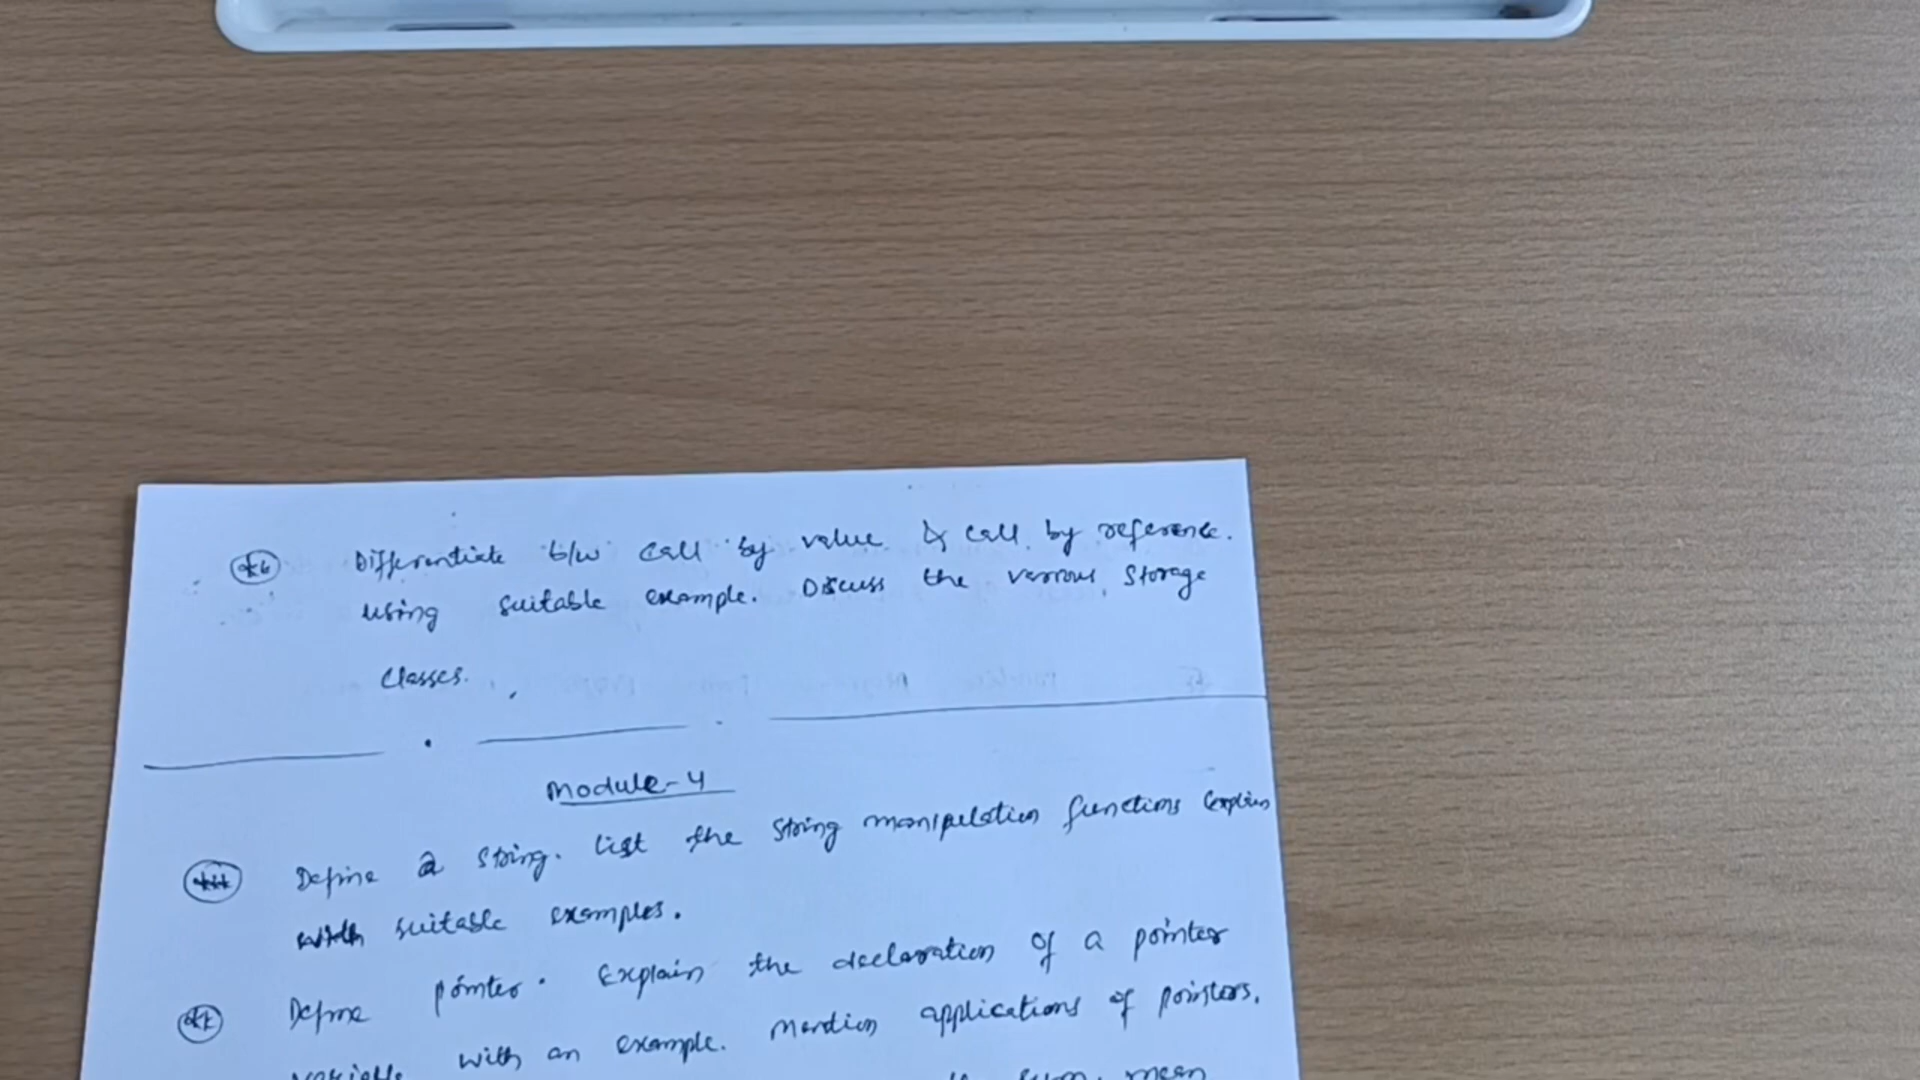 Differentiate b/w call by value & call by reference.
using suitable example. Discuss the various storage
classes.
Module-4
Define a string. List the string manipulation functions explain
with suitable examples.
Define pointer. Explain the declaration of a pointer
variable with an example. Mention applications of pointers.
sum, mean